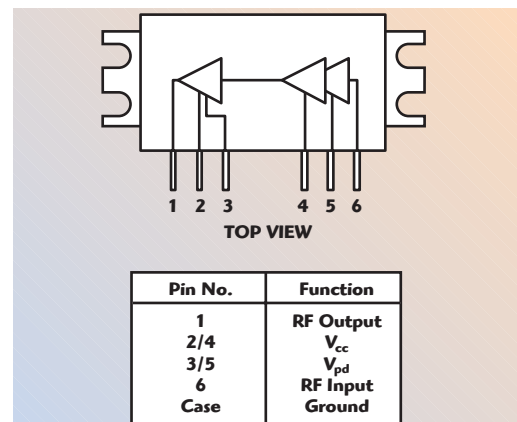 1 2 3 4 5 6
TOP VIEW
Pin No. Function
1 RF Output
2/4 Vcc
3/5 Vpd
6 RF Input
Case Ground